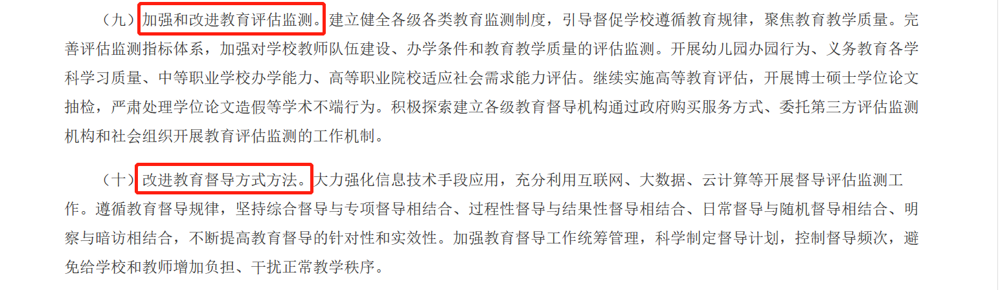 （九）加强和改进教育评估监测。建立健全各级各类教育监测制度，引导督促学校遵循教育规律，聚焦教育教学质量。完
善评估监测指标体系，加强对学校教师队伍建设、办学条件和教育教学质量的评估监测。开展幼儿园办园行为、义务教育各学
科学习质量、中等职业学校办学能力、高等职业院校适应社会需求能力评估。继续实施高等教育评估，开展博士硕士学位论文
抽检，严肃处理学位论文造假等学术不端行为。积极探索建立各级教育督导机构通过政府购买服务方式、委托第三方评估监测
机构和社会组织开展教育评估监测的工作机制。
（十）改进教育督导方式方法。大力强化信息技术手段应用，充分利用互联网、大数据、云计算等开展督导评估监测工
作。遵循教育督导规律，坚持综合督导与专项督导相结合、过程性督导与结果性督导相结合、日常督导与随机督导相结合、明
察与暗访相结合，不断提高教育督导的针对性和实效性。加强教育督导工作统筹管理，科学制定督导计划，控制督导频次，避
免给学校和教师增加负担、干扰正常教学秩序。